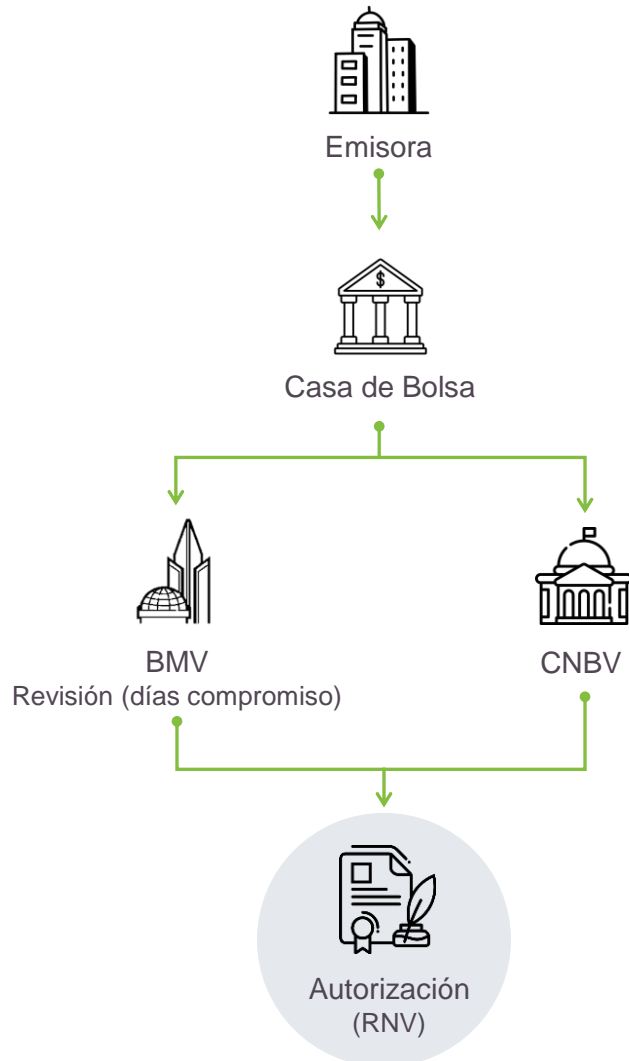 Emisora
$
Casa de Bolsa
BMV
Revisión (días compromiso)
CNBV
Autorización
(RNV)